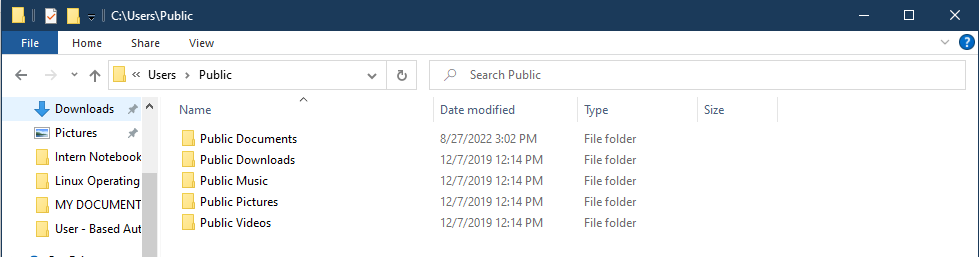 C:\Users\Public
File Home Share View
Users Public Search Public
Downloads
Pictures
Intern Notebook
Linux Operating
MY DOCUMENT
User - Based Aut
Name Date modified Type Size
Public Documents 8/27/2022 3:02 PM File folder
Public Downloads 12/7/2019 12:14 PM File folder
Public Music 12/7/2019 12:14 PM File folder
Public Pictures 12/7/2019 12:14 PM File folder
Public Videos 12/7/2019 12:14 PM File folder